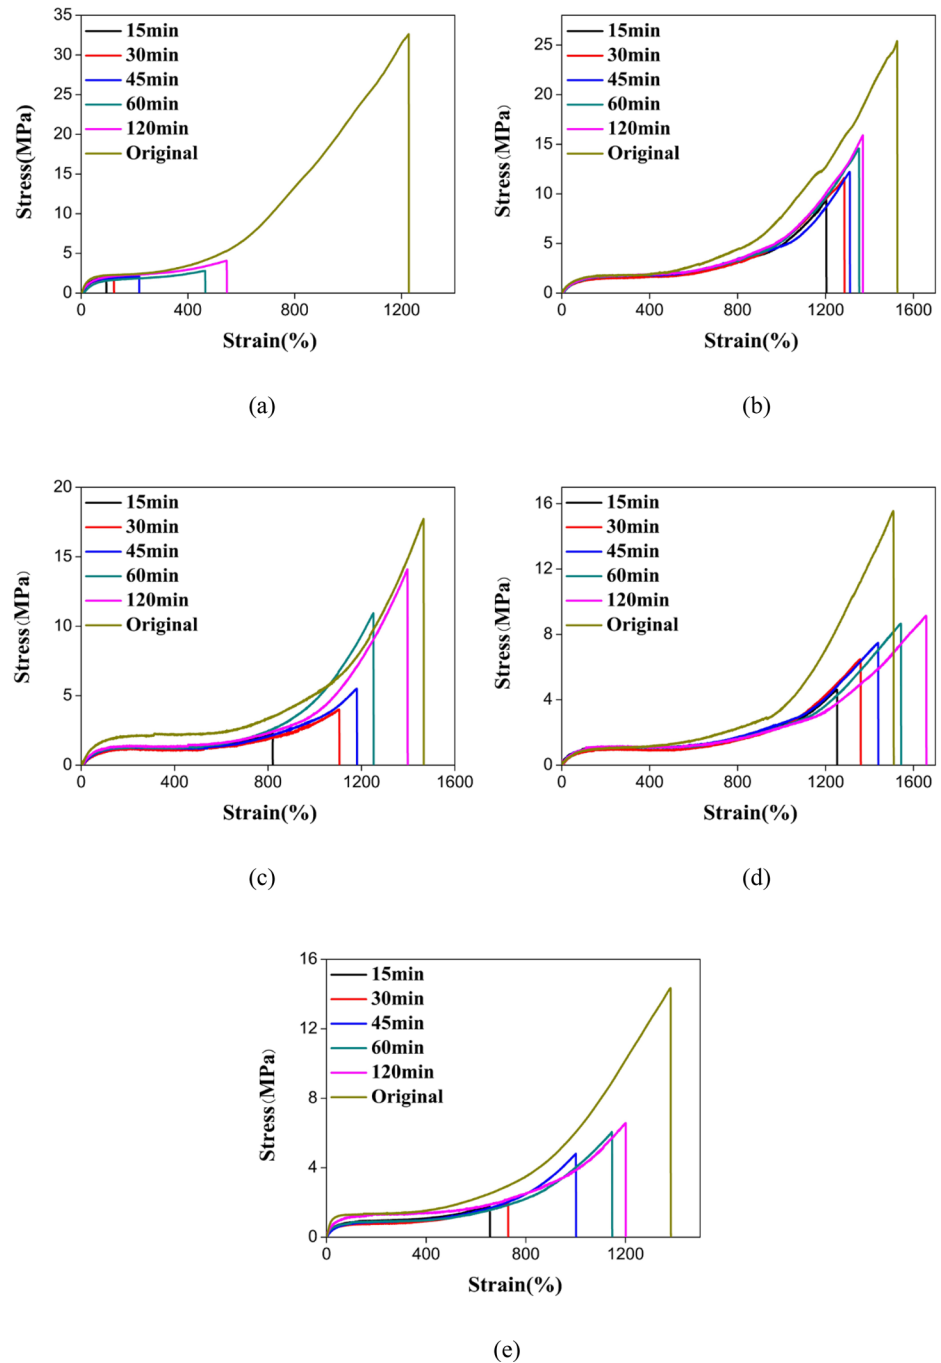 35
30
25
20
15
10
5
0
Stress(MPa)
15min
30min
45min
60min
120min
Original
0 400 800 1200
Strain(%)
(a)
25
20
15
10
5
0
Stress(MPa)
15min
30min
45min
60min
120min
Original
0 400 800 1200 1600
Strain(%)
(b)
20
15
10
5
0
Stress(MPa)
15min
30min
45min
60min
120min
Original
0 400 800 1200 1600
Strain(%)
(c)
16
12
8
4
0
Stress(MPa)
15min
30min
45min
60min
120min
Original
0 400 800 1200 1600
Strain(%)
(d)
16
12
8
4
0
Stress(MPa)
15min
30min
45min
60min
120min
Original
0 400 800 1200
Strain(%)
(e)